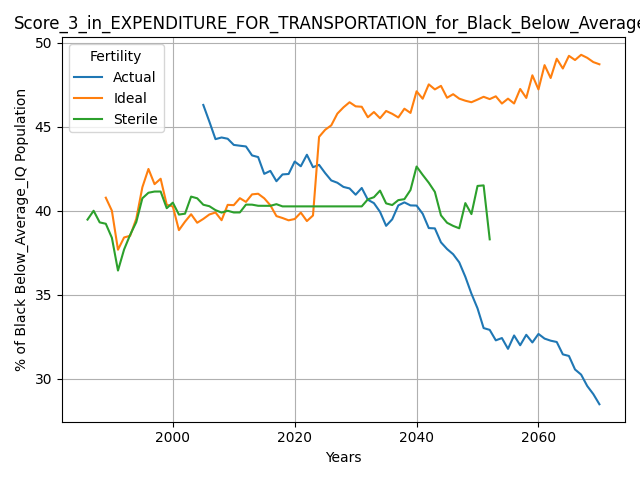 Score_3_in_EXPENDITURE_FOR_TRANSPORTATION_for_Black_Below_Average
Fertility
Actual
Ideal
Sterile
% of Black Below_Average_IQ Population
50
45
40
35
30
2000 2020 2040 2060
Years